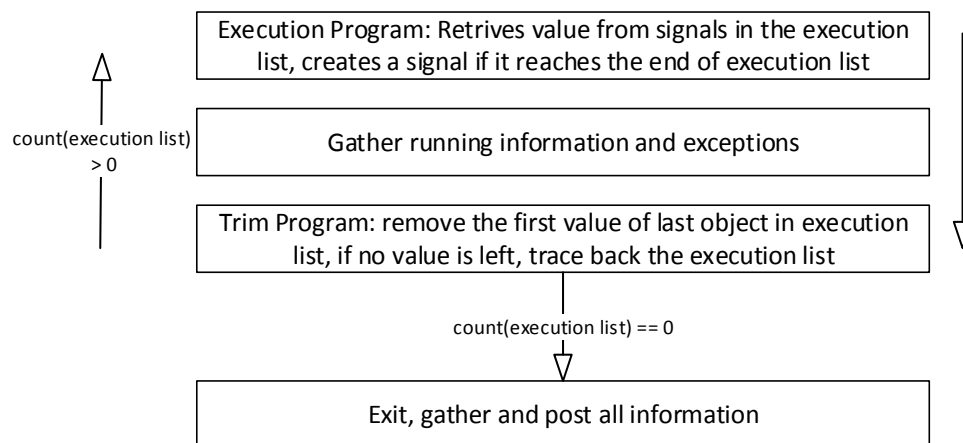 Execution Program: Retrives value from signals in the execution
list, creates a signal if it reaches the end of execution list
count(execution list)
> 0
Gather running information and exceptions
Trim Program: remove the first value of last object in execution
list, if no value is left, trace back the execution list
count(execution list) == 0
Exit, gather and post all information